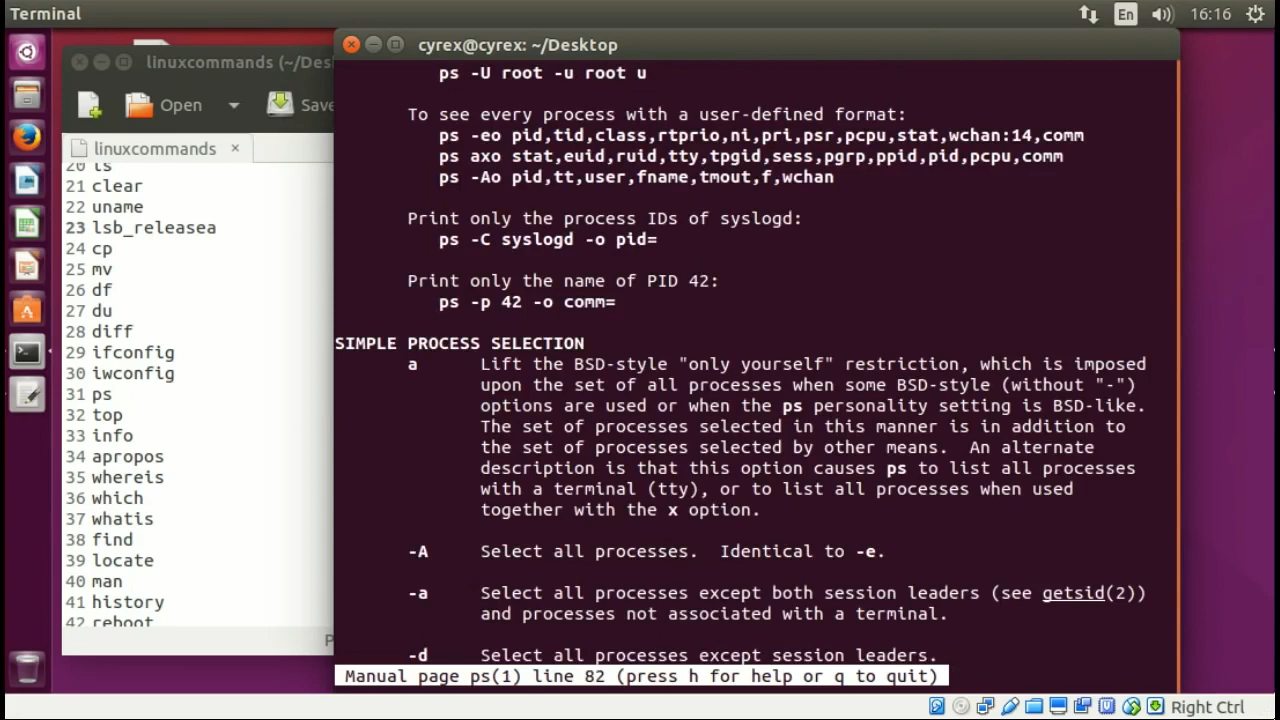 Terminal
En
16:16
linuxcommands (~/Des
Open
Save
linuxcommands ×
20 ls
21 clear
22 uname
23 lsb_releasea
24 cp
25 mv
26 df
27 du
28 diff
29 ifconfig
30 iwconfig
31 ps
32 top
33 info
34 apropos
35 whereis
36 which
37 whatis
38 find
39 locate
40 man
41 history
42 reboot
P
cyrex@cyrex: ~/Desktop
ps -U root -u root u
To see every process with a user-defined format:
ps -eo pid,tid,class,rtprio,ni,pri,psr,pcpu,stat,wchan:14,comm
ps axo stat,euid,ruid,tty,tpgid,sess,pgrp,ppid,pid,pcpu,comm
ps -Ao pid,tt,user,fname,tmout,f,wchan
Print only the process IDs of syslogd:
ps -C syslogd -o pid=
Print only the name of PID 42:
ps -p 42 -o comm=
SIMPLE PROCESS SELECTION
a Lift the BSD-style "only yourself" restriction, which is imposed
upon the set of all processes when some BSD-style (without "-")
options are used or when the ps personality setting is BSD-like.
The set of processes selected in this manner is in addition to
the set of processes selected by other means. An alternate
description is that this option causes ps to list all processes
with a terminal (tty), or to list all processes when used
together with the x option.
-A Select all processes. Identical to -e.
-a Select all processes except both session leaders (see getsid(2))
and processes not associated with a terminal.
-d Select all processes except session leaders.
Manual page ps(1) line 82 (press h for help or q to quit)
Right Ctrl